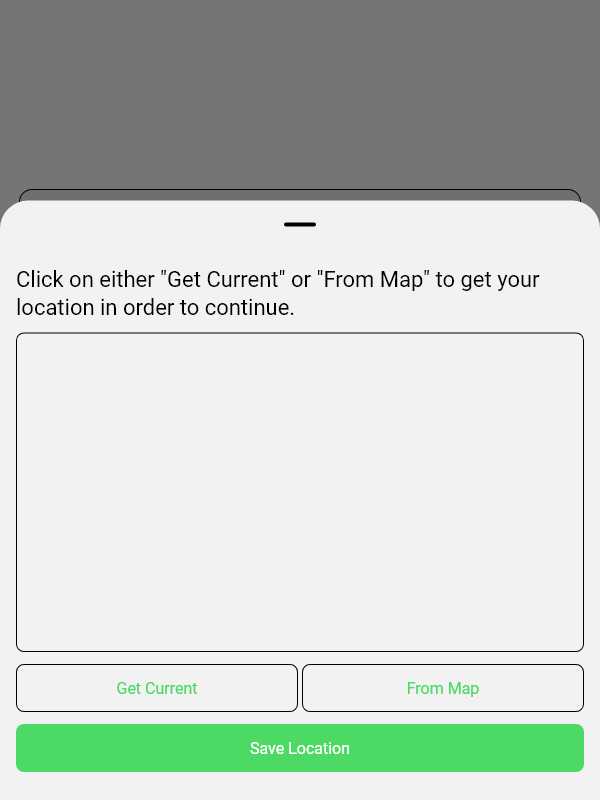 Click on either "Get Current" or "From Map" to get your
location in order to continue.
Get Current
From Map
Save Location